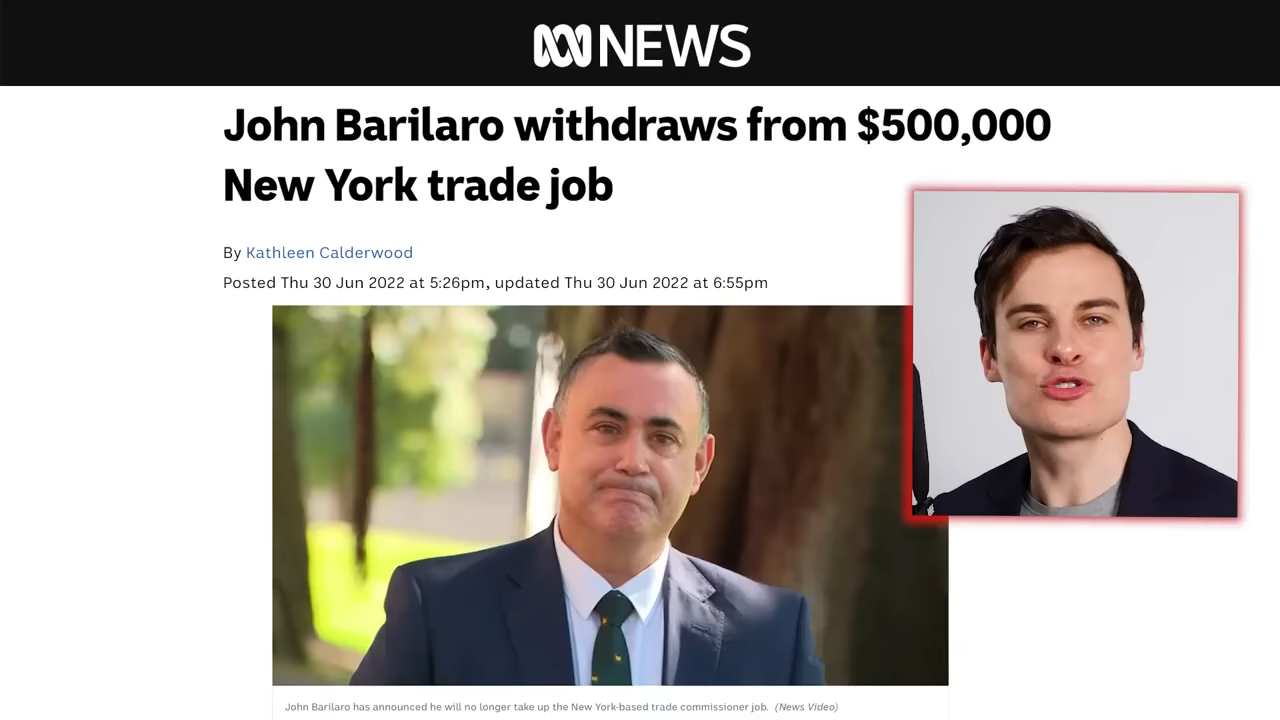 NEWS
John Barilaro withdraws from $500,000
New York trade job
By Kathleen Calderwood
Posted Thu 30 Jun 2022 at 5:26pm, updated Thu 30 Jun 2022 at 6:55pm
John Barilaro has announced he will no longer take up the New York-based trade commissioner job. (News Video)